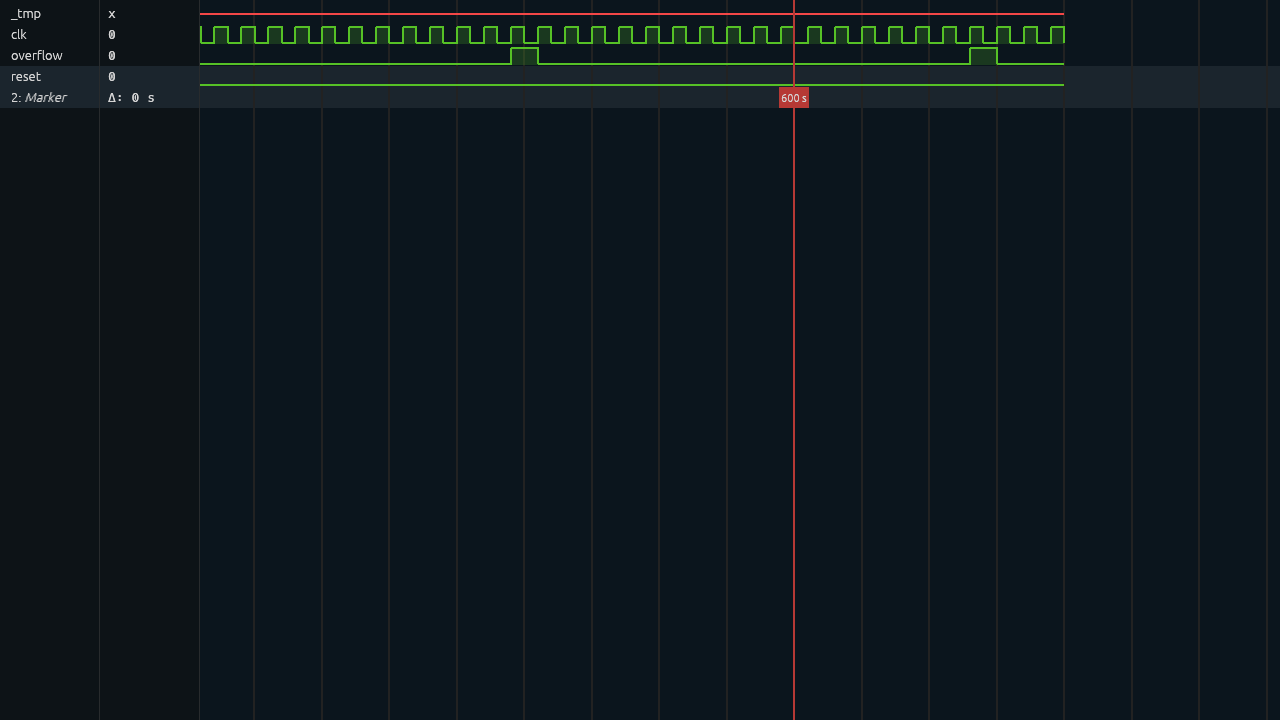 _tmp x
clk 0
overflow 0
reset 0
2: Marker Δ: 0 s
600 s